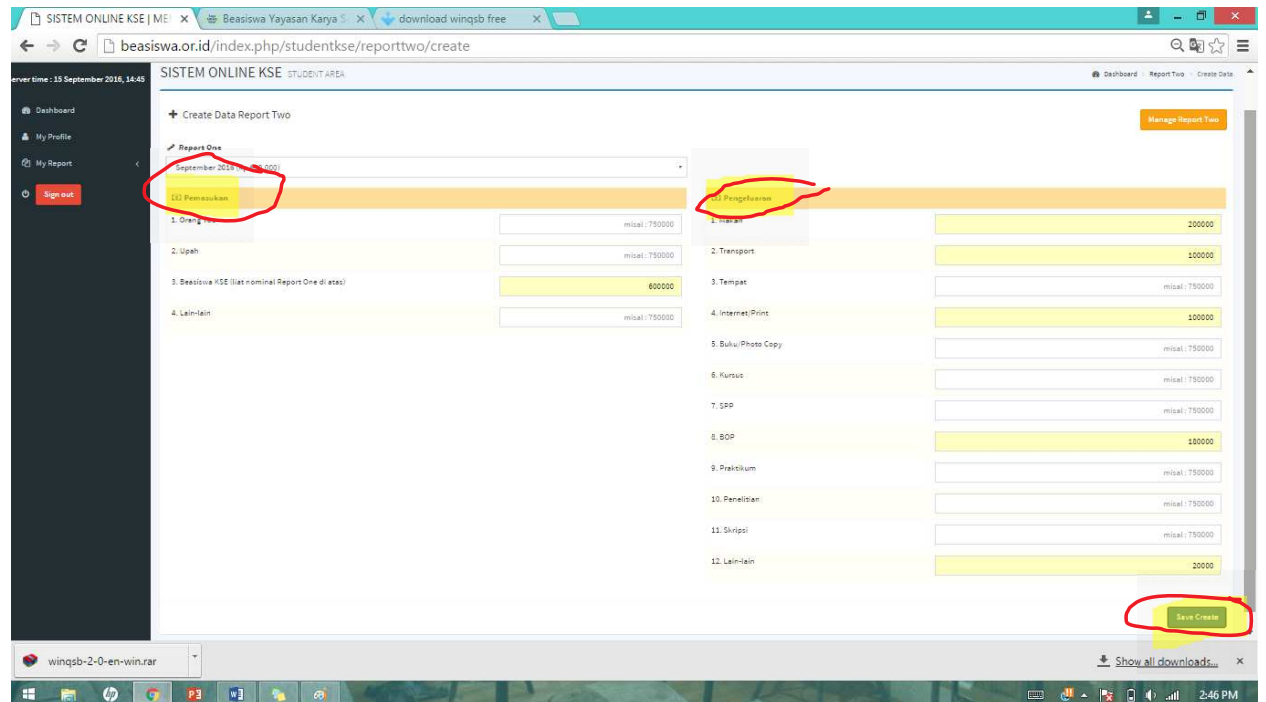 SISTEM ONLINE KSE | ME
Beasiswa Yayasan Karya S
download winqsb free
beasiswa.or.id/index.php/studentkse/reporttwo/create
erver time : 15 September 2016, 14:45
SISTEM ONLINE KSE STUDENT AREA
Dashboard Report Two Create Data
Dashboard
My Profile
My Report
Sign out
Create Data Report Two
Manage Report Two
Report One
September 2016
Pemasukan
1. Orang
misal : 750000
2. Upah
misal : 750000
3. Beasiswa KSE (liat nominal Report One di atas)
600000
4. Lain-lain
misal : 750000
Pengeluaran
1. Makan
200000
2. Transport
100000
3. Tempat
misal : 750000
4. Internet/Print
100000
5. Buku/Photo Copy
misal : 750000
6. Kursus
misal : 750000
7. SPP
misal : 750000
8. BOP
180000
9. Praktikum
misal : 750000
10. Penelitian
misal : 750000
11. Skripsi
misal : 750000
12. Lain-lain
20000
Save Create
winqsb-2-0-en-win.rar
Show all downloads...
2:46 PM